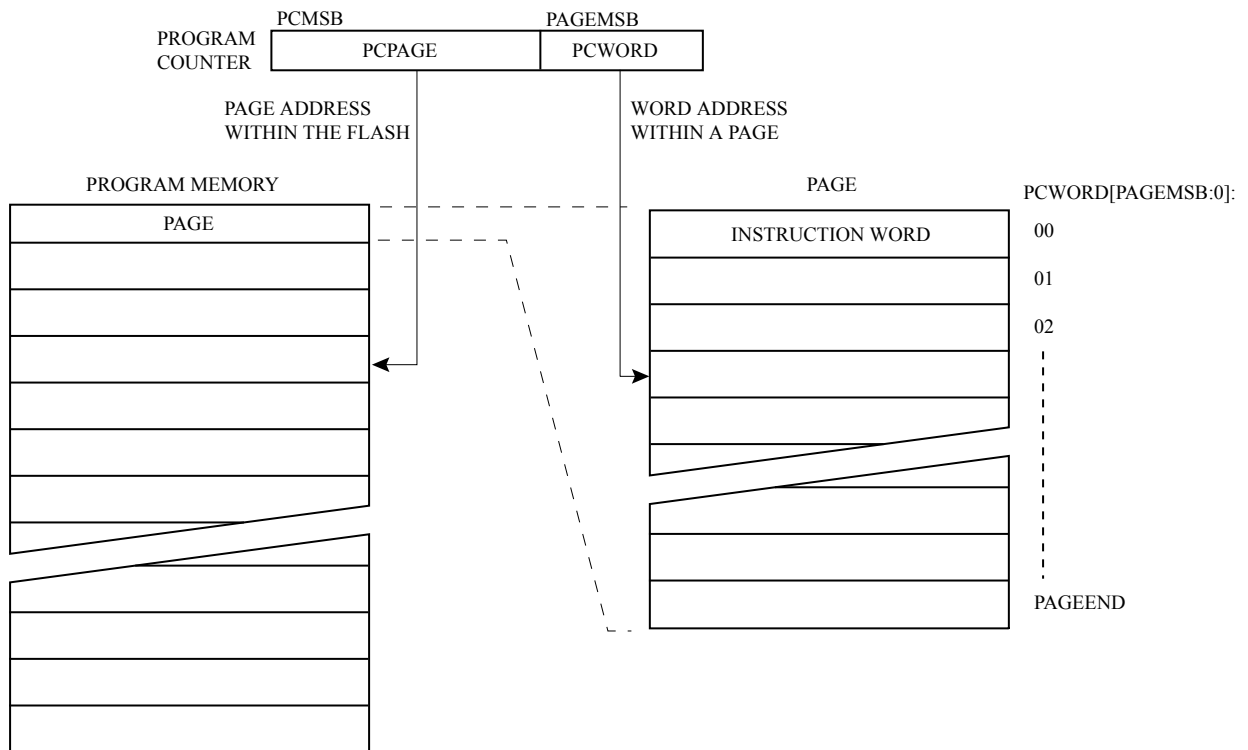 PCMSB
PAGEMSB
PROGRAM
COUNTER
PCPAGE
PCWORD
PAGE ADDRESS
WITHIN THE FLASH
WORD ADDRESS
WITHIN A PAGE
PROGRAM MEMORY
PAGE
PAGE
INSTRUCTION WORD
PCWORD[PAGEMSB:0]:
00
01
02
PAGEEND